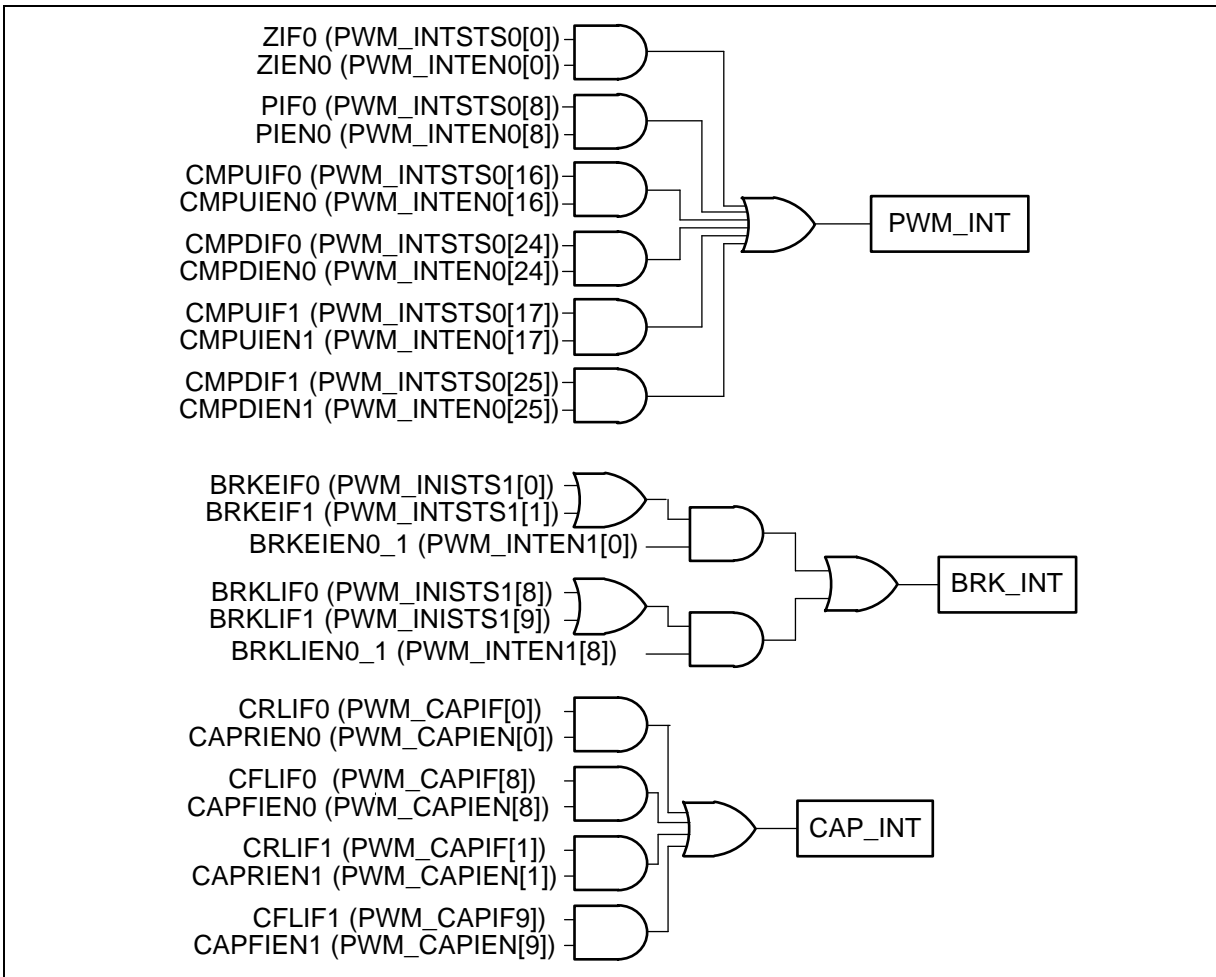 ZIF0 (PWM_INTSTS0[0])
ZIEN0 (PWM_INTEN0[0])
PIF0 (PWM_INTSTS0[8])
PIEN0 (PWM_INTEN0[8])
CMPUIF0 (PWM_INTSTS0[16])
CMPUIEN0 (PWM_INTEN0[16])
CMPDIF0 (PWM_INTSTS0[24])
CMPDIEN0 (PWM_INTEN0[24])
CMPUIF1 (PWM_INTSTS0[17])
CMPUIEN1 (PWM_INTEN0[17])
CMPDIF1 (PWM_INTSTS0[25])
CMPDIEN1 (PWM_INTEN0[25])
PWM_INT
BRKEIF0 (PWM_INISTS1[0])
BRKEIF1 (PWM_INTSTS1[1])
BRKEIEN0_1 (PWM_INTEN1[0])
BRKLIF0 (PWM_INISTS1[8])
BRKLIF1 (PWM_INISTS1[9])
BRKLIEN0_1 (PWM_INTEN1[8])
BRK_INT
CRLIF0 (PWM_CAPIF[0])
CAPRIEN0 (PWM_CAPIEN[0])
CFLIF0 (PWM_CAPIF[8])
CAPFIEN0 (PWM_CAPIEN[8])
CRLIF1 (PWM_CAPIF[1])
CAPRIEN1 (PWM_CAPIEN[1])
CFLIF1 (PWM_CAPIF9])
CAPFIEN1 (PWM_CAPIEN[9])
CAP_INT